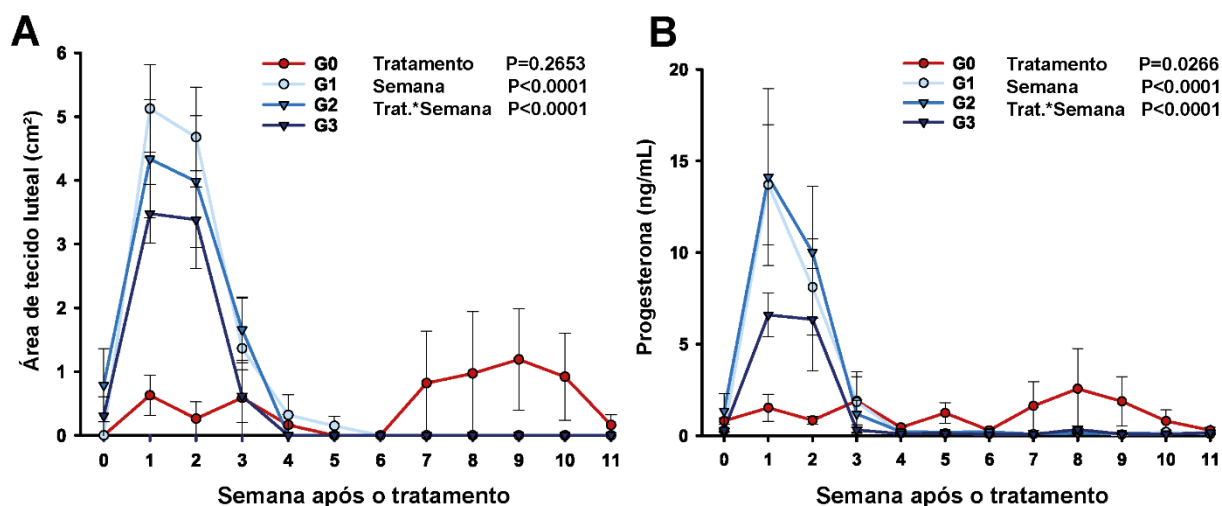 A
G0 Tratamento P=0.2653
G1 Semana P<0.0001
G2 Trat.*Semana P<0.0001
G3
Área de tecido luteal (cm²)
6
5
4
3
2
1
0
0 1 2 3 4 5 6 7 8 9 10 11
Semana após o tratamento
B
G0 Tratamento P=0.0266
G1 Semana P<0.0001
G2 Trat.*Semana P<0.0001
G3
Progesterona (ng/mL)
20
15
10
5
0
0 1 2 3 4 5 6 7 8 9 10 11
Semana após o tratamento